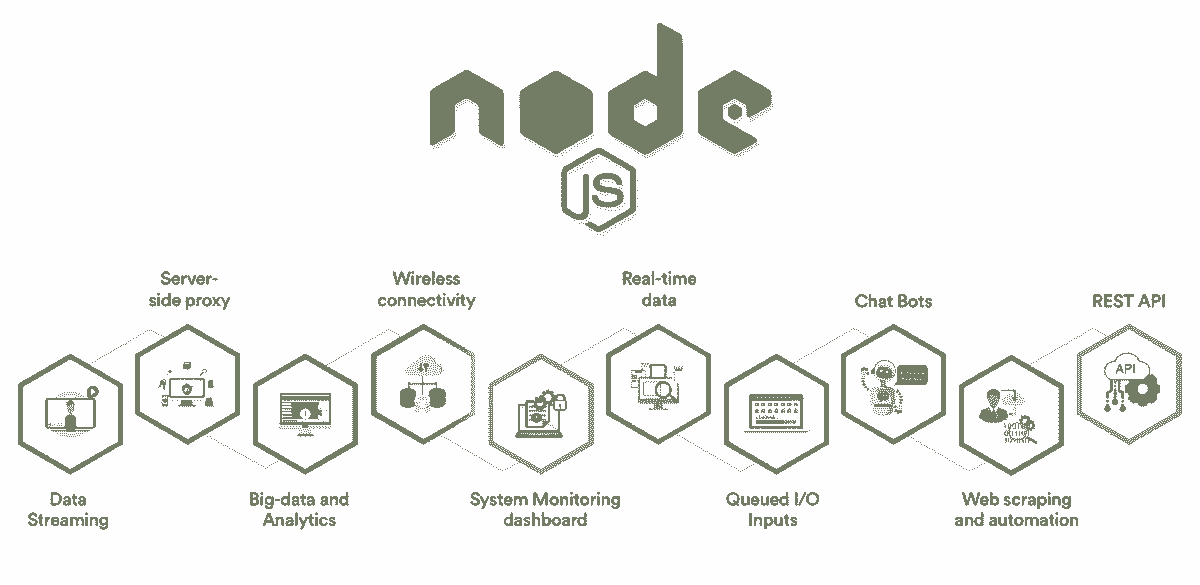 node
JS
Server-
side proxy
Wireless
connectivity
Real-time
data
Chat Bots
REST API
API
Data
Streaming
Big-data and
Analytics
System Monitoring
dashboard
Queued I/O
Inputs
Web scraping
and automation